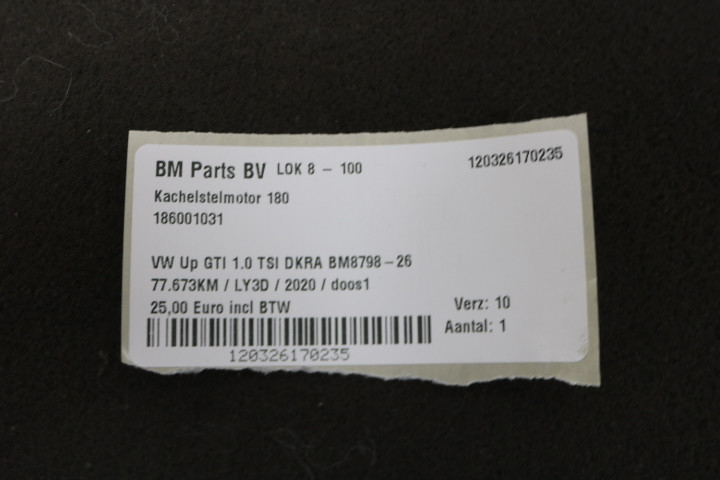 BM Parts BV LOK 8 - 100 120326170235
Kachelstelmotor 180
186001031
VW Up GTI 1.0 TSI DKRA BM8798-26
77.673KM / LY3D / 2020 / doos1
25,00 Euro incl BTW Verz: 10
Aantal: 1
120326170235